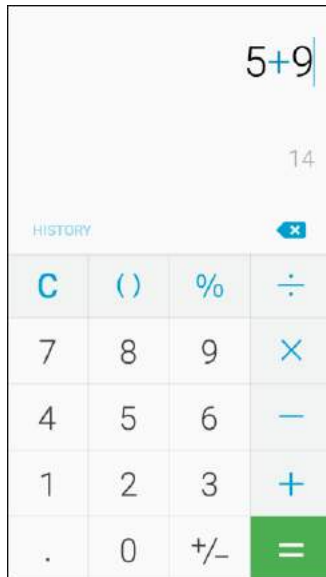 5+9
14
HISTORY
C () % ÷
7 8 9 ×
4 5 6 −
1 2 3 +
. 0 +/− =